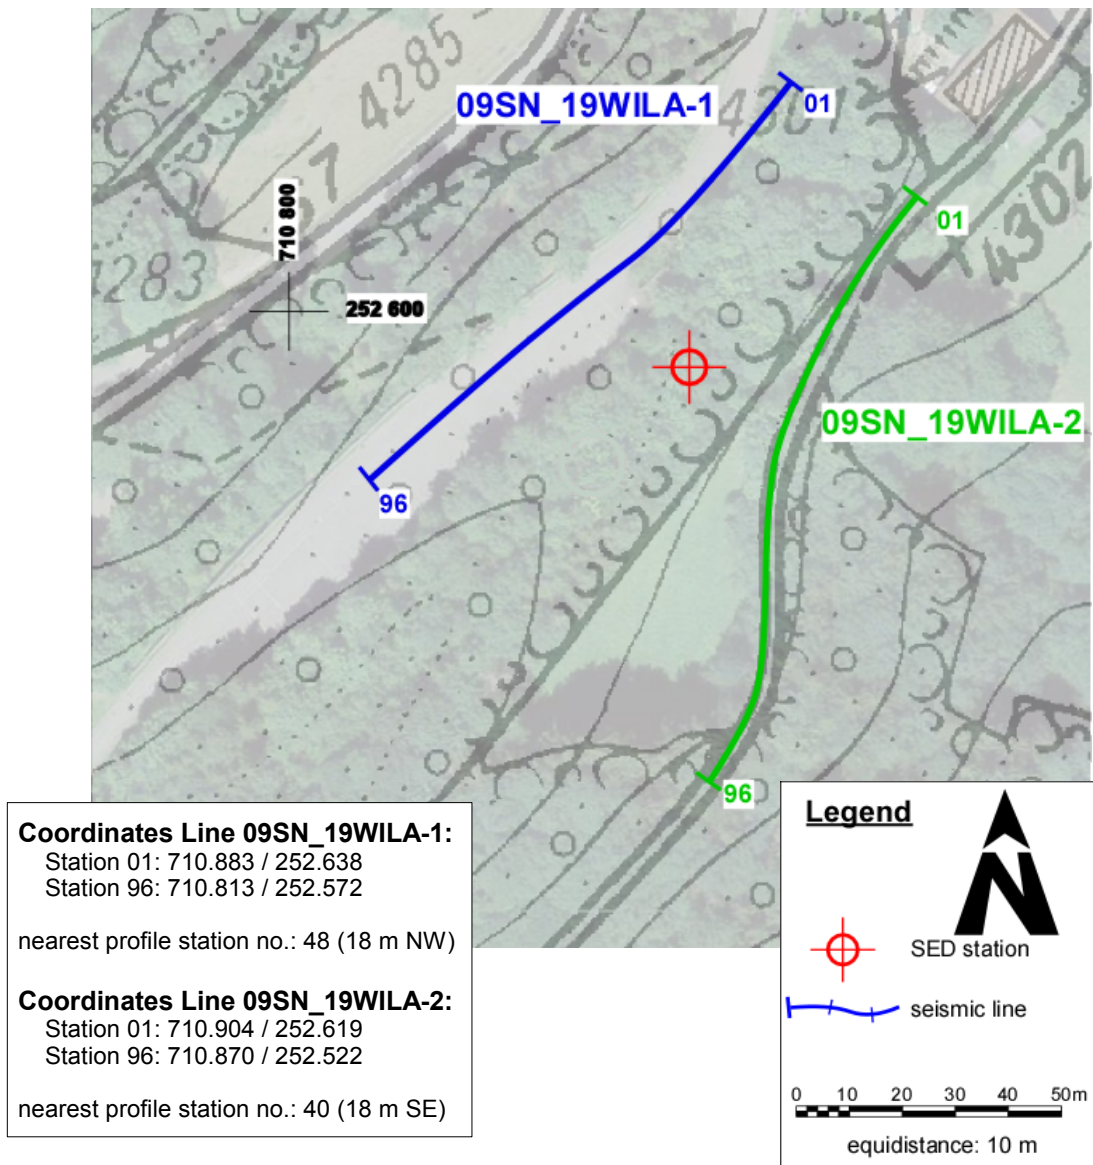 4285
09SN_19WILA-1
01
4301
4302
01
710 800
4283
252 600
09SN_19WILA-2
96
96
Coordinates Line 09SN_19WILA-1:
Station 01: 710.883 / 252.638
Station 96: 710.813 / 252.572
nearest profile station no.: 48 (18 m NW)
Coordinates Line 09SN_19WILA-2:
Station 01: 710.904 / 252.619
Station 96: 710.870 / 252.522
nearest profile station no.: 40 (18 m SE)
Legend
N
SED station
seismic line
0 10 20 30 40 50m
equidistance: 10 m